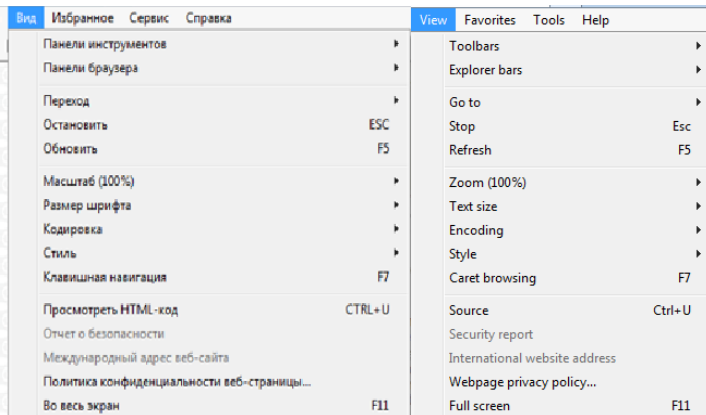 Вид Избранное Сервис Справка
Панели инструментов
Панели браузера
Переход
Остановить ESC
Обновить F5
Масштаб (100%)
Размер шрифта
Кодировка
Стиль
Клавишная навигация F7
Просмотреть HTML-код CTRL+U
Отчет о безопасности
Международный адрес веб-сайта
Политика конфиденциальности веб-страницы...
Во весь экран F11
View Favorites Tools Help
Toolbars
Explorer bars
Go to
Stop Esc
Refresh F5
Zoom (100%)
Text size
Encoding
Style
Caret browsing F7
Source Ctrl+U
Security report
International website address
Webpage privacy policy...
Full screen F11